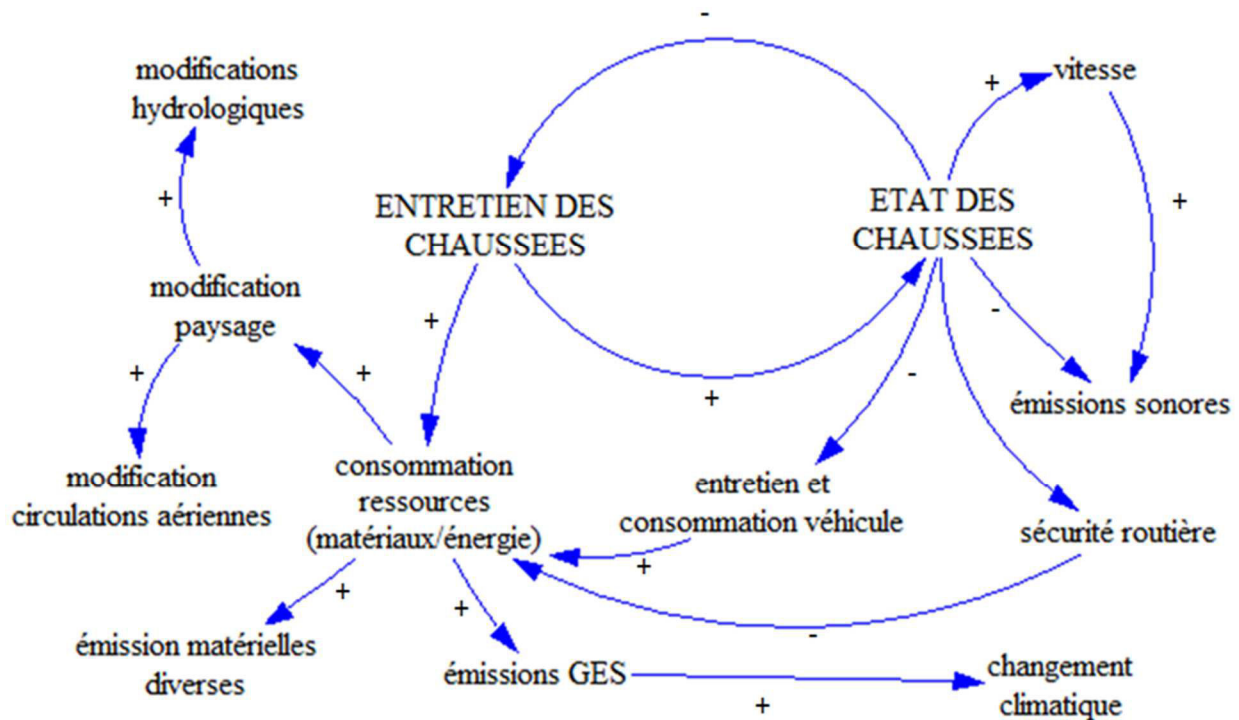 -
modifications
hydrologiques
+
vitesse
+
ENTRETIEN DES
CHAUSSEES
ETAT DES
CHAUSSEES
+
+
modification
paysage
+
-
+
+
-
+
émissions sonores
modification
circulations aériennes
consommation
ressources
(matériaux/énergie)
entretien et
consommation véhicule
sécurité routière
+
+
+
-
émission matérielles
diverses
émissions GES
+
changement
climatique